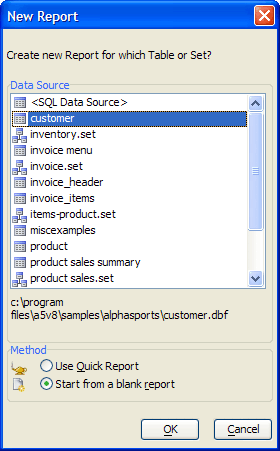 New Report
Create new Report for which Table or Set?
Data Source
<SQL Data Source>
customer
inventory.set
invoice menu
invoice.set
invoice_header
invoice_items
items-product.set
miscexamples
product
product sales summary
product sales.set
c:\program
files\a5v8\samples\alphasports\customer.dbf
Method
Use Quick Report
Start from a blank report
OK Cancel